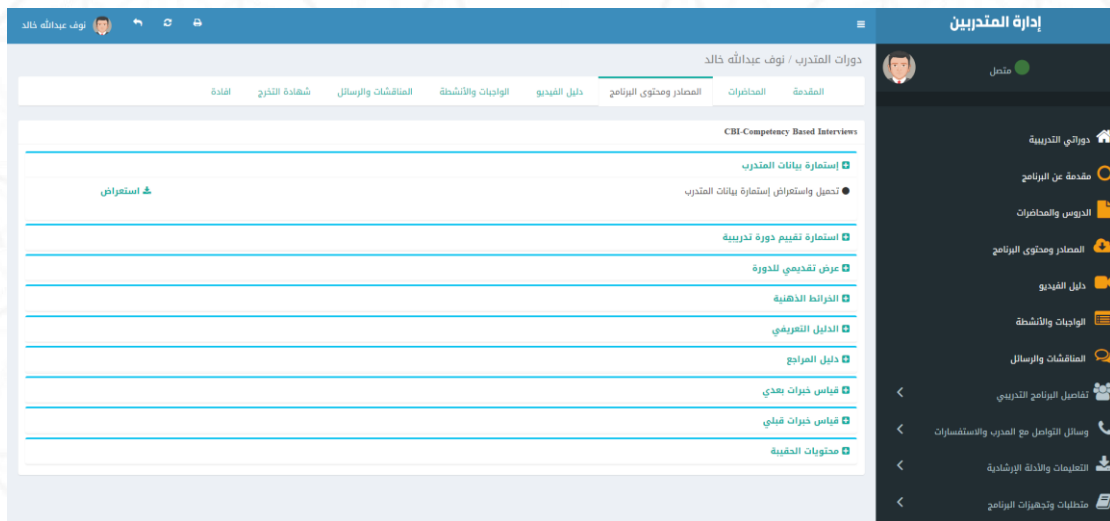 إدارة المتدربين
نوف عبدالله خالد
متصل
دوراتي التدريبية
مقدمة عن البرنامج
الدروس والمحاضرات
المصادر ومحتوى البرنامج
دليل الفيديو
الواجبات والأنشطة
المناقشات والرسائل
تفاصيل البرنامج التدريبي
وسائل التواصل مع المدرب والاستفسارات
التعليمات والأدلة الإرشادية
متطلبات وتجهيزات البرنامج
دورات المتدرب / نوف عبدالله خالد
المقدمة المحاضرات المصادر ومحتوى البرنامج دليل الفيديو الواجبات والأنشطة المناقشات والرسائل شهادة التخرج افادة
CBI-Competency Based Interviews
إستمارة بيانات المتدرب
تحميل واستعراض إستمارة بيانات المتدرب استعراض
استمارة تقييم دورة تدريبية
عرض تقديمي للدورة
الخرائط الذهنية
الدليل التعريفي
دليل المراجع
قياس خبرات بعدي
قياس خبرات قبلي
محتويات الحقيبة